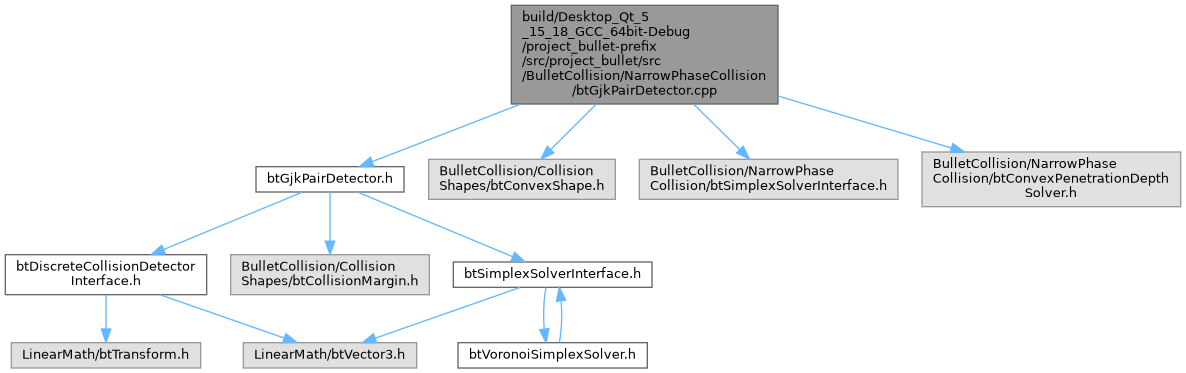 build/Desktop_Qt_5
_15_18_GCC_64bit-Debug
/project_bullet-prefix
/src/project_bullet/src
/BulletCollision/NarrowPhaseCollision
/btGjkPairDetector.cpp
btGjkPairDetector.h
BulletCollision/Collision
Shapes/btConvexShape.h
BulletCollision/NarrowPhase
Collision/btSimplexSolverInterface.h
BulletCollision/NarrowPhase
Collision/btConvexPenetrationDepth
Solver.h
btDiscreteCollisionDetector
Interface.h
BulletCollision/Collision
Shapes/btCollisionMargin.h
btSimplexSolverInterface.h
LinearMath/btTransform.h
LinearMath/btVector3.h
btVoronoiSimplexSolver.h